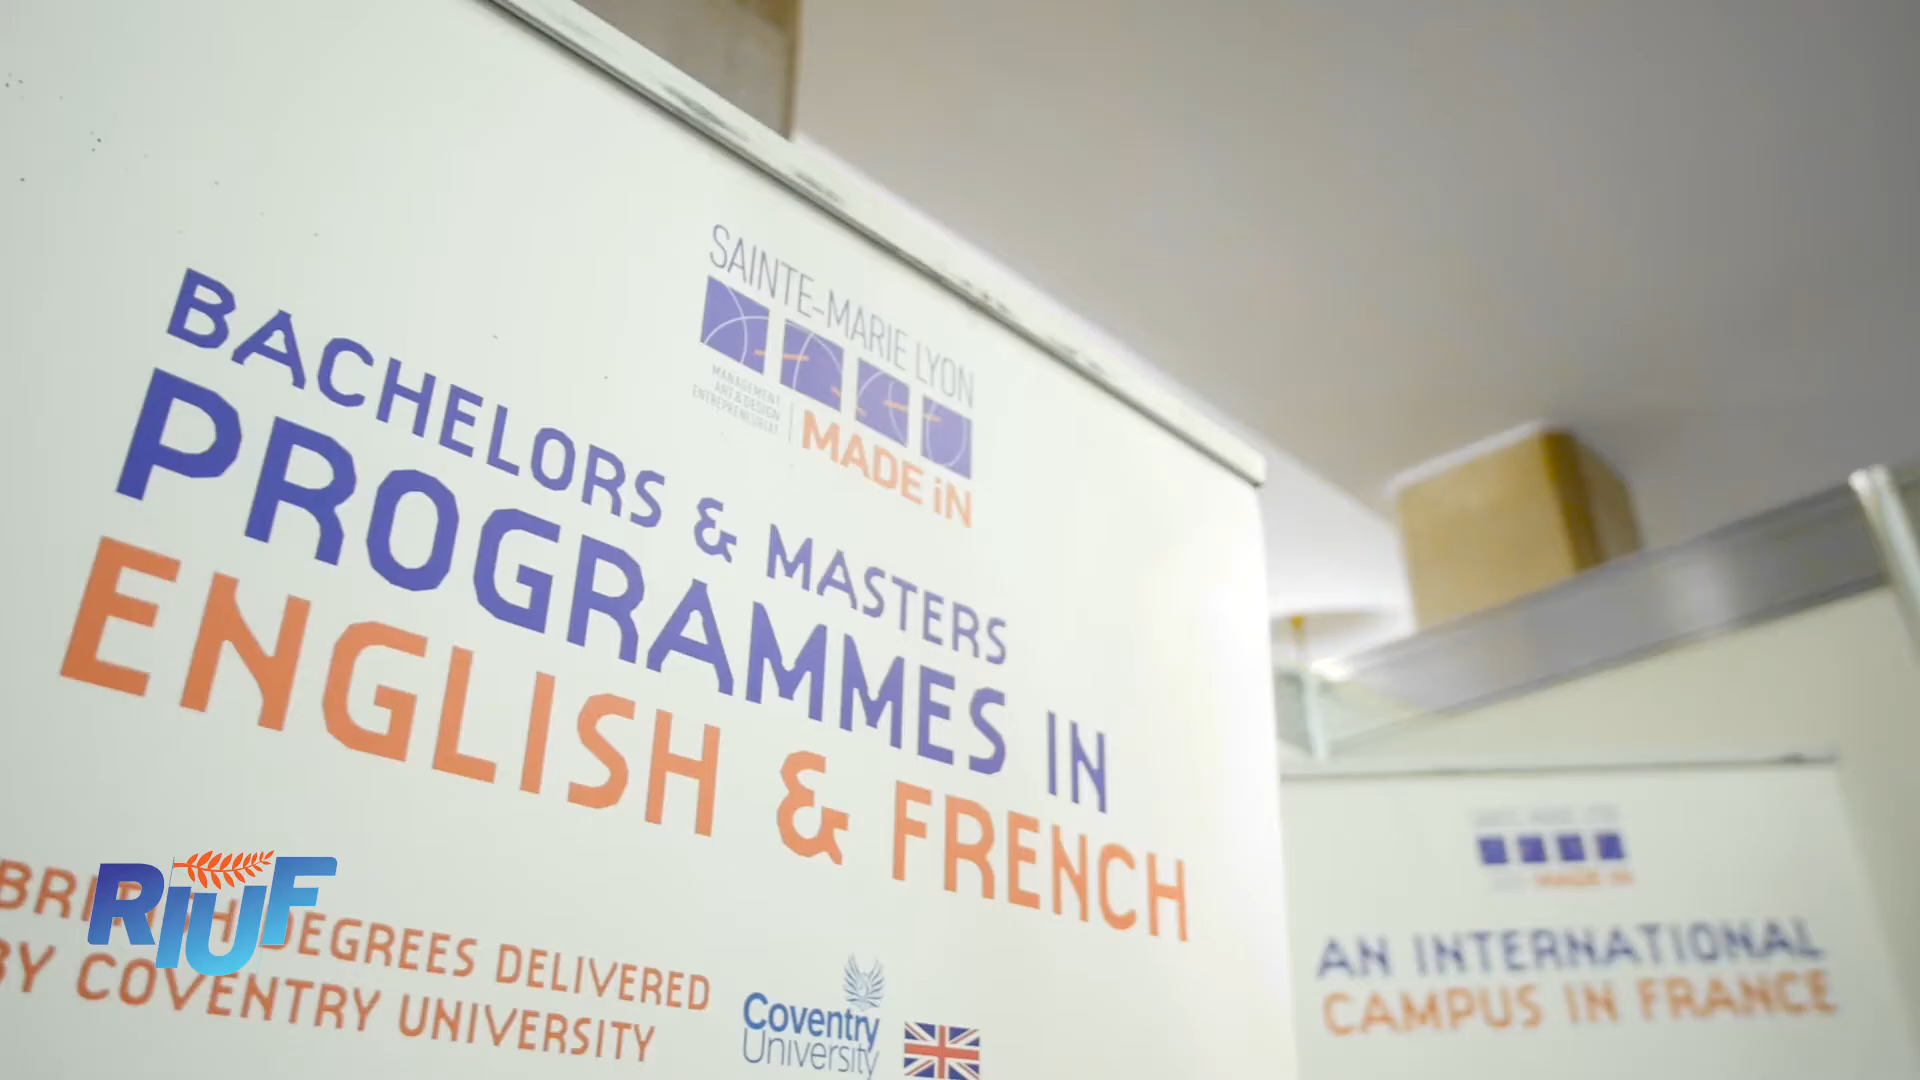 SAINTE-MARIE LYON
MANAGEMENT
ART & DESIGN
ENTREPRENEURIAT
MADE iN
BACHELORS & MASTERS
PROGRAMMES IN
ENGLISH & FRENCH
DEGREES DELIVERED
BY COVENTRY UNIVERSITY
Coventry
University
RIUF
MADE IN
AN INTERNATIONAL
CAMPUS IN FRANCE